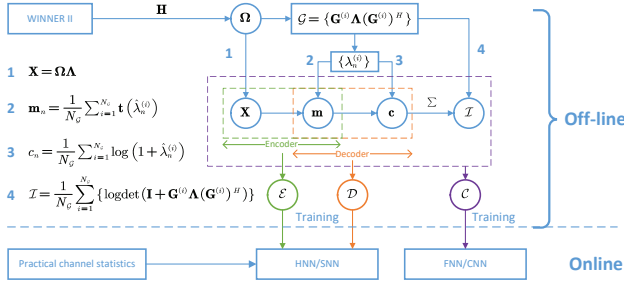 WINNER II
H
Ω
𝒢 = {G^(i)Λ(G^(i))^H}
1
2
3
4
{λ_n^(i)}
1 X = ΩΛ
2 m_n = 1/N_𝒢 ∑_{i=1}^{N_𝒢} t(λ̂_n^(i))
3 c_n = 1/N_𝒢 ∑_{i=1}^{N_𝒢} log(1 + λ̂_n^(i))
4 ℐ = 1/N_𝒢 ∑_{i=1}^{N_𝒢} {logdet(I + G^(i)Λ(G^(i))^H)}
X
m
c
∑
ℐ
Encoder
Decoder
Off-line
ℰ
𝒟
𝒞
Training
Training
Practical channel statistics
HNN/SNN
FNN/CNN
Online